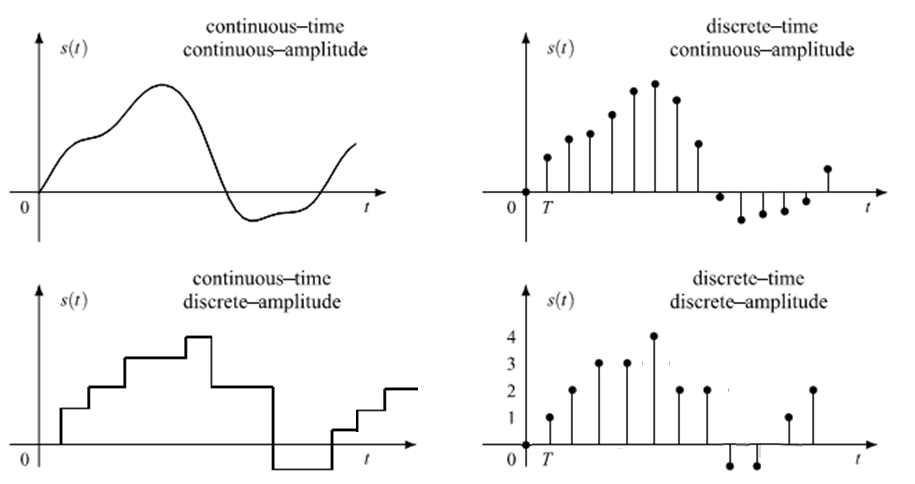 continuous–time
continuous–amplitude
s(t)
0
t
discrete–time
continuous–amplitude
s(t)
0
T
t
continuous–time
discrete–amplitude
s(t)
0
t
discrete–time
discrete–amplitude
s(t)
4
3
2
1
0
T
t